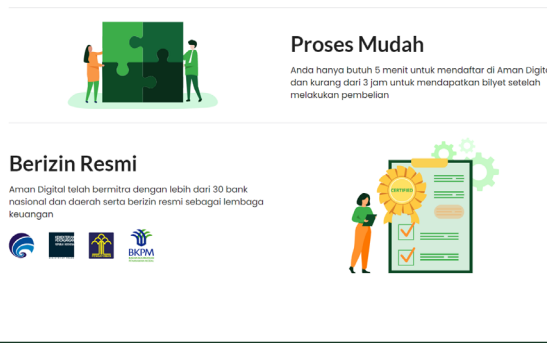 Proses Mudah
Anda hanya butuh 5 menit untuk mendaftar di Aman
dan kurang dari 3 jam untuk mendapatkan bilyet setelah
melakukan pembelian
Berizin Resmi
Aman Digital telah bermitra dengan lebih dari 30 bank
nasional dan daerah serta berizin resmi sebagai lembaga
keuangan
CERTIFIED
BKPM